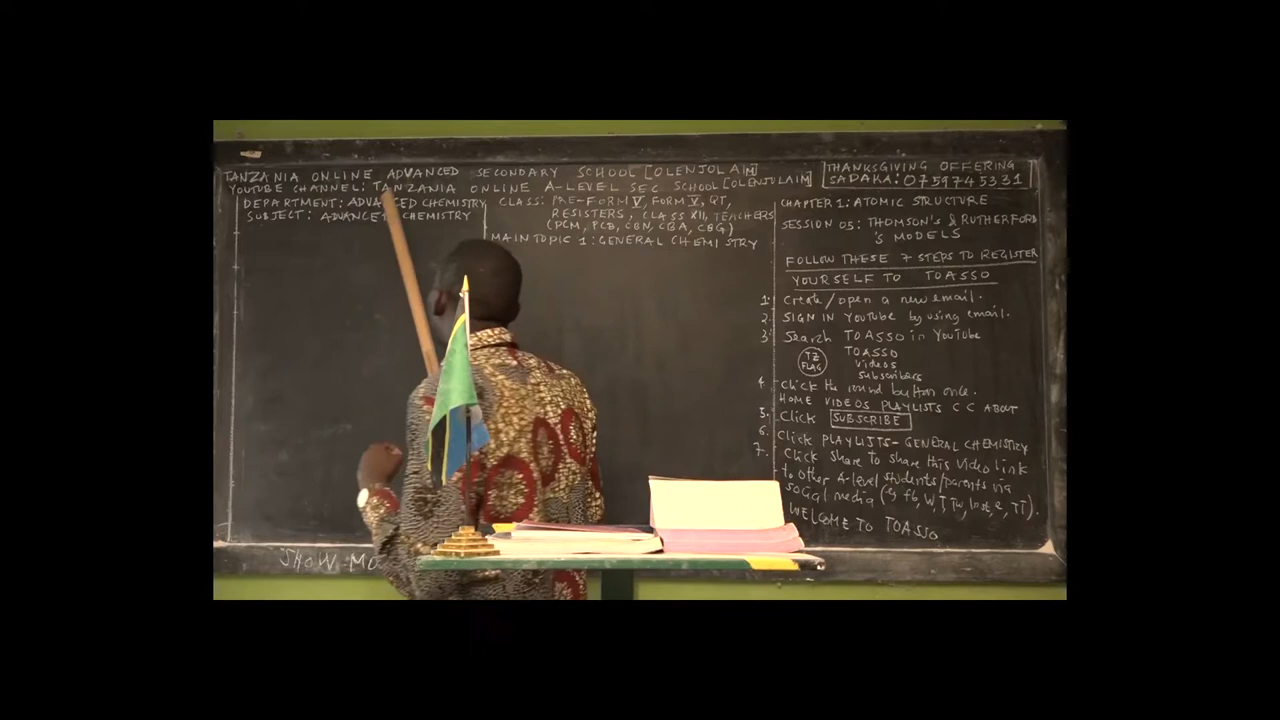 TANZANIA ONLINE ADVANCED SECONDARY SCHOOL [OLENJOLAIM]
YOUTUBE CHANNEL: TANZANIA ONLINE A-LEVEL SEC SCHOOL [OLENJOLAIM]
DEPARTMENT: ADVANCED CHEMISTRY
SUBJECT: ADVANCED CHEMISTRY
CLASS: PRE-FORM V, FORM V, QT,
RESISTERS, CLASS XII, TEACHERS
(PCM, PCB, CBN, CBA, CBG)
MAIN TOPIC 1: GENERAL CHEMISTRY
THANKSGIVING OFFERING
SADAKA: 0759745331
CHAPTER 1: ATOMIC STRUCTURE
SESSION 05: THOMSON'S & RUTHERFORD
'S MODELS
FOLLOW THESE 7 STEPS TO REGISTER
YOURSELF TO TOASSO
1. Create/open a new email.
2. SIGN IN YOUTUBE by using email.
3. Search TOASSO in YOUTUBE
TZ FLAG
TOASSO
videos
subscribers
4. Click the round button once.
HOME VIDEOS PLAYLISTS C C ABOUT
5. Click SUBSCRIBE
6. Click PLAYLISTS- GENERAL CHEMISTRY
7. Click share to share this video link
to other A-level students/parents via
social media (
WELCOME TO TOASSO
SHOW MO